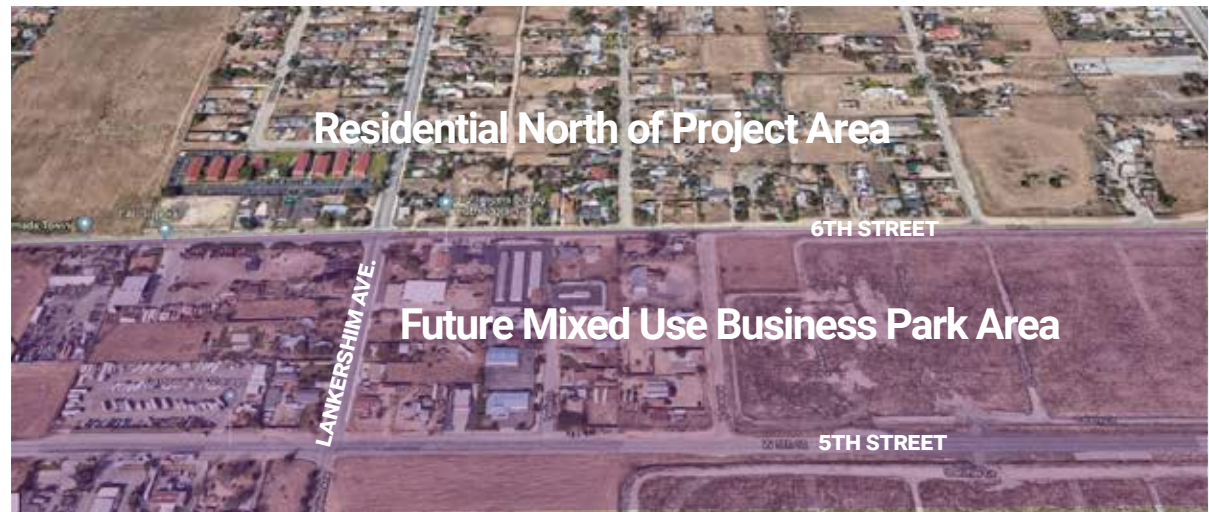 Residential North of Project Area
6TH STREET
LANKERSHIM AVE.
Future Mixed Use Business Park Area
5TH STREET